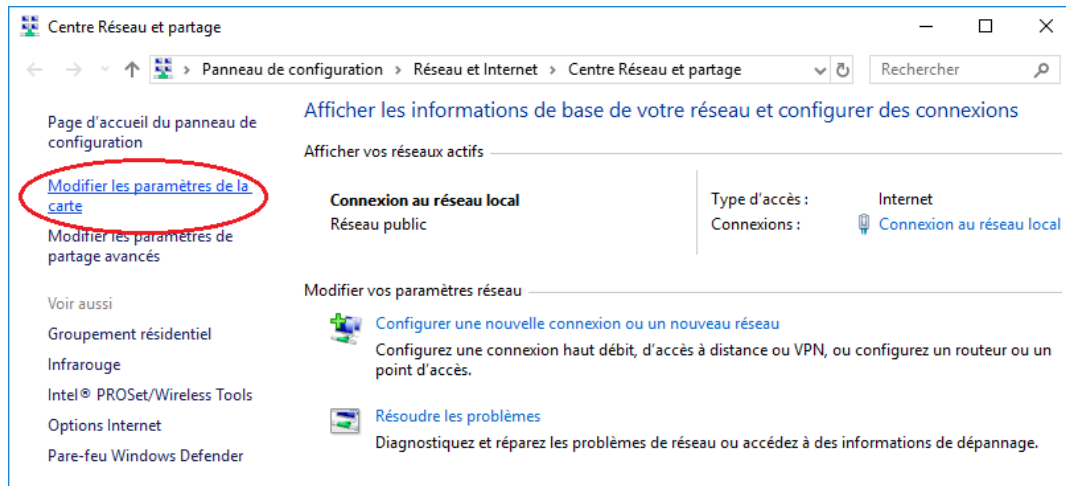 Centre Réseau et partage
Panneau de configuration > Réseau et Internet > Centre Réseau et partage
Rechercher
Page d'accueil du panneau de
configuration
Modifier les paramètres de la
carte
Modifier les paramètres de
partage avancés
Voir aussi
Groupement résidentiel
Infrarouge
Intel® PROSet/Wireless Tools
Options Internet
Pare-feu Windows Defender
Afficher les informations de base de votre réseau et configurer des connexions
Afficher vos réseaux actifs
Connexion au réseau local
Réseau public
Type d'accès : Internet
Connexions : Connexion au réseau local
Modifier vos paramètres réseau
Configurer une nouvelle connexion ou un nouveau réseau
Configurez une connexion haut débit, d'accès à distance ou VPN, ou configurez un routeur ou un
point d'accès.
Résoudre les problèmes
Diagnostiquez et réparez les problèmes de réseau ou accédez à des informations de dépannage.